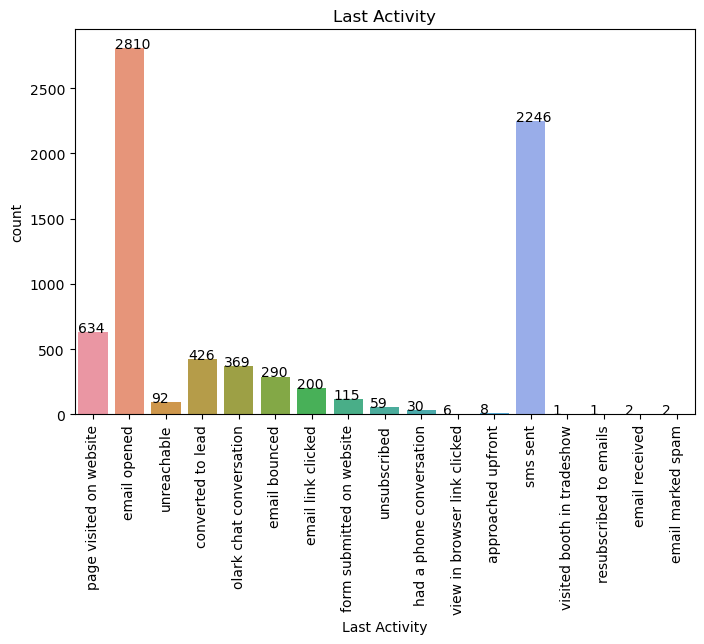 Last Activity
count
2500
2000
1500
1000
500
0
634
2810
92
426
369
290
200
115
59
30
6
8
2246
1
1
2
2
page visited on website
email opened
unreachable
converted to lead
olark chat conversation
email bounced
email link clicked
form submitted on website
unsubscribed
had a phone conversation
view in browser link clicked
approached upfront
sms sent
visited booth in tradeshow
resubscribed to emails
email received
email marked spam
Last Activity